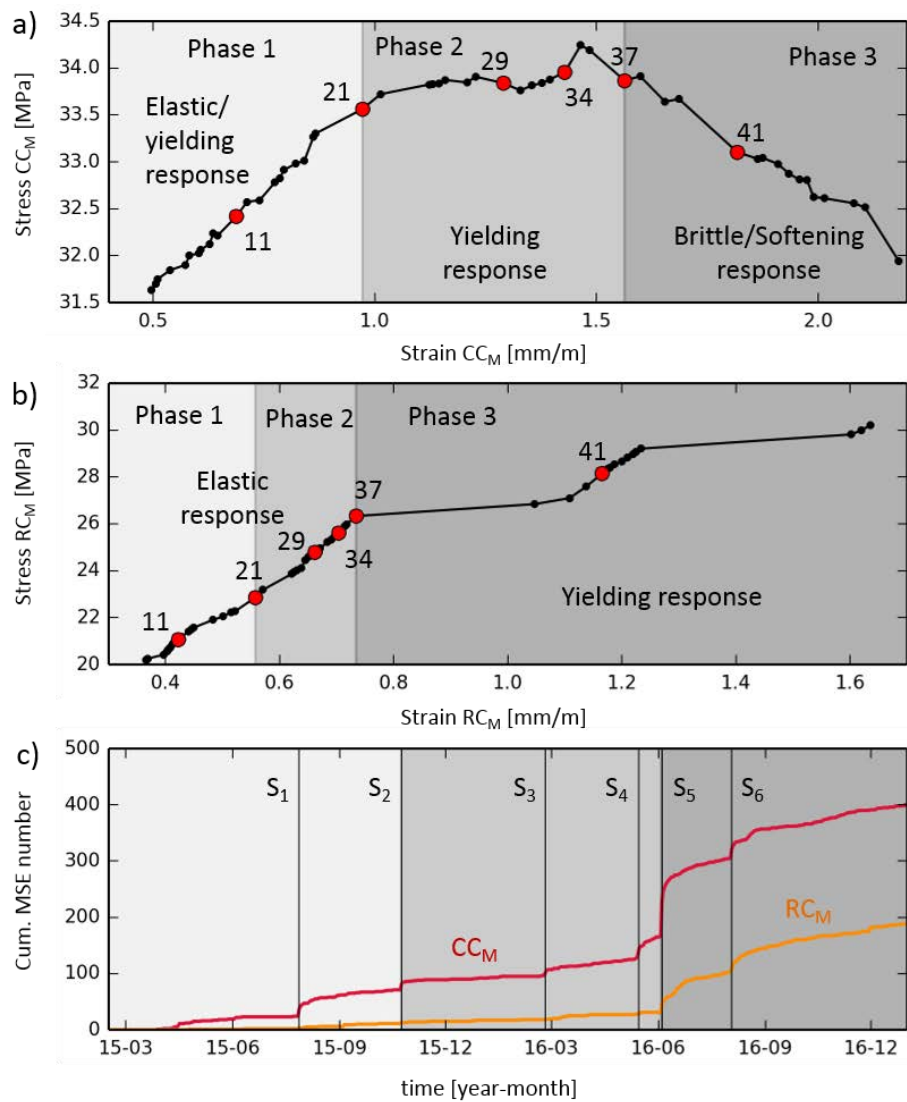 a)
Stress CC_M [MPa]
34.5
34.0
33.5
33.0
32.5
32.0
31.5
Phase 1
Phase 2
Phase 3
Elastic/
yielding
response
Yielding
response
Brittle/Softening
response
11
21
29
34
37
41
0.5
1.0
1.5
2.0
Strain CC_M [mm/m]
b)
Stress RC_M [MPa]
32
30
28
26
24
22
20
Phase 1
Phase 2
Phase 3
Elastic
response
Yielding response
11
21
29
34
37
41
0.4
0.6
0.8
1.0
1.2
1.4
1.6
Strain RC_M [mm/m]
c)
Cum. MSE number
500
400
300
200
100
0
S₁
S₂
S₃
S₄
S₅
S₆
CC_M
RC_M
15-03
15-06
15-09
15-12
16-03
16-06
16-09
16-12
time [year-month]